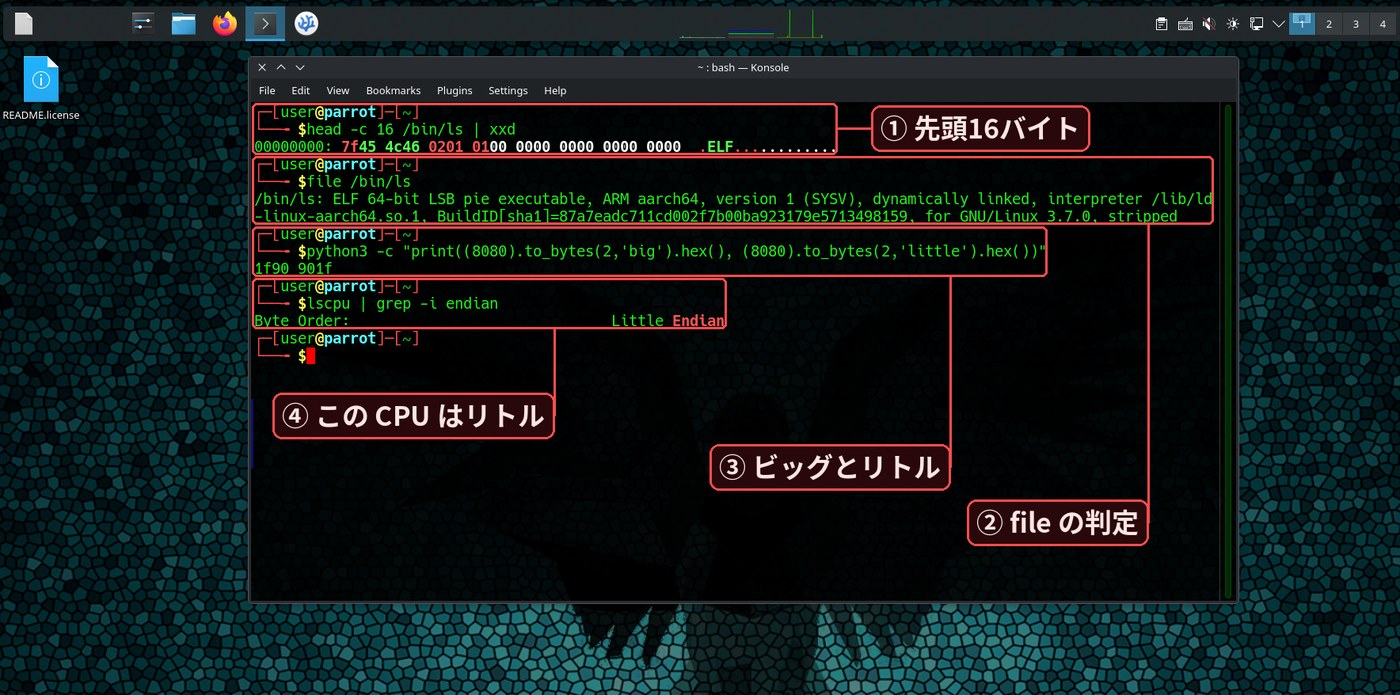 1 2 3 4
README.license
~ : bash — Konsole
File Edit View Bookmarks Plugins Settings Help
┌─[user@parrot]─[~]
└──╼ $head -c 16 /bin/ls | xxd
00000000: 7f45 4c46 0201 0100 0000 0000 0000 0000  .ELF............
① 先頭16バイト
┌─[user@parrot]─[~]
└──╼ $file /bin/ls
/bin/ls: ELF 64-bit LSB pie executable, ARM aarch64, version 1 (SYSV), dynamically linked, interpreter /lib/ld
-linux-aarch64.so.1, BuildID[sha1]=87a7eadc711cd002f7b00ba923179e5713498159, for GNU/Linux 3.7.0, stripped
┌─[user@parrot]─[~]
└──╼ $python3 -c "print((8080).to_bytes(2,'big').hex(), (8080).to_bytes(2,'little').hex())"
1f90 901f
┌─[user@parrot]─[~]
└──╼ $lscpu | grep -i endian
Byte Order:                              Little Endian
┌─[user@parrot]─[~]
└──╼ $
④ この CPU はリトル
③ ビッグとリトル
② file の判定